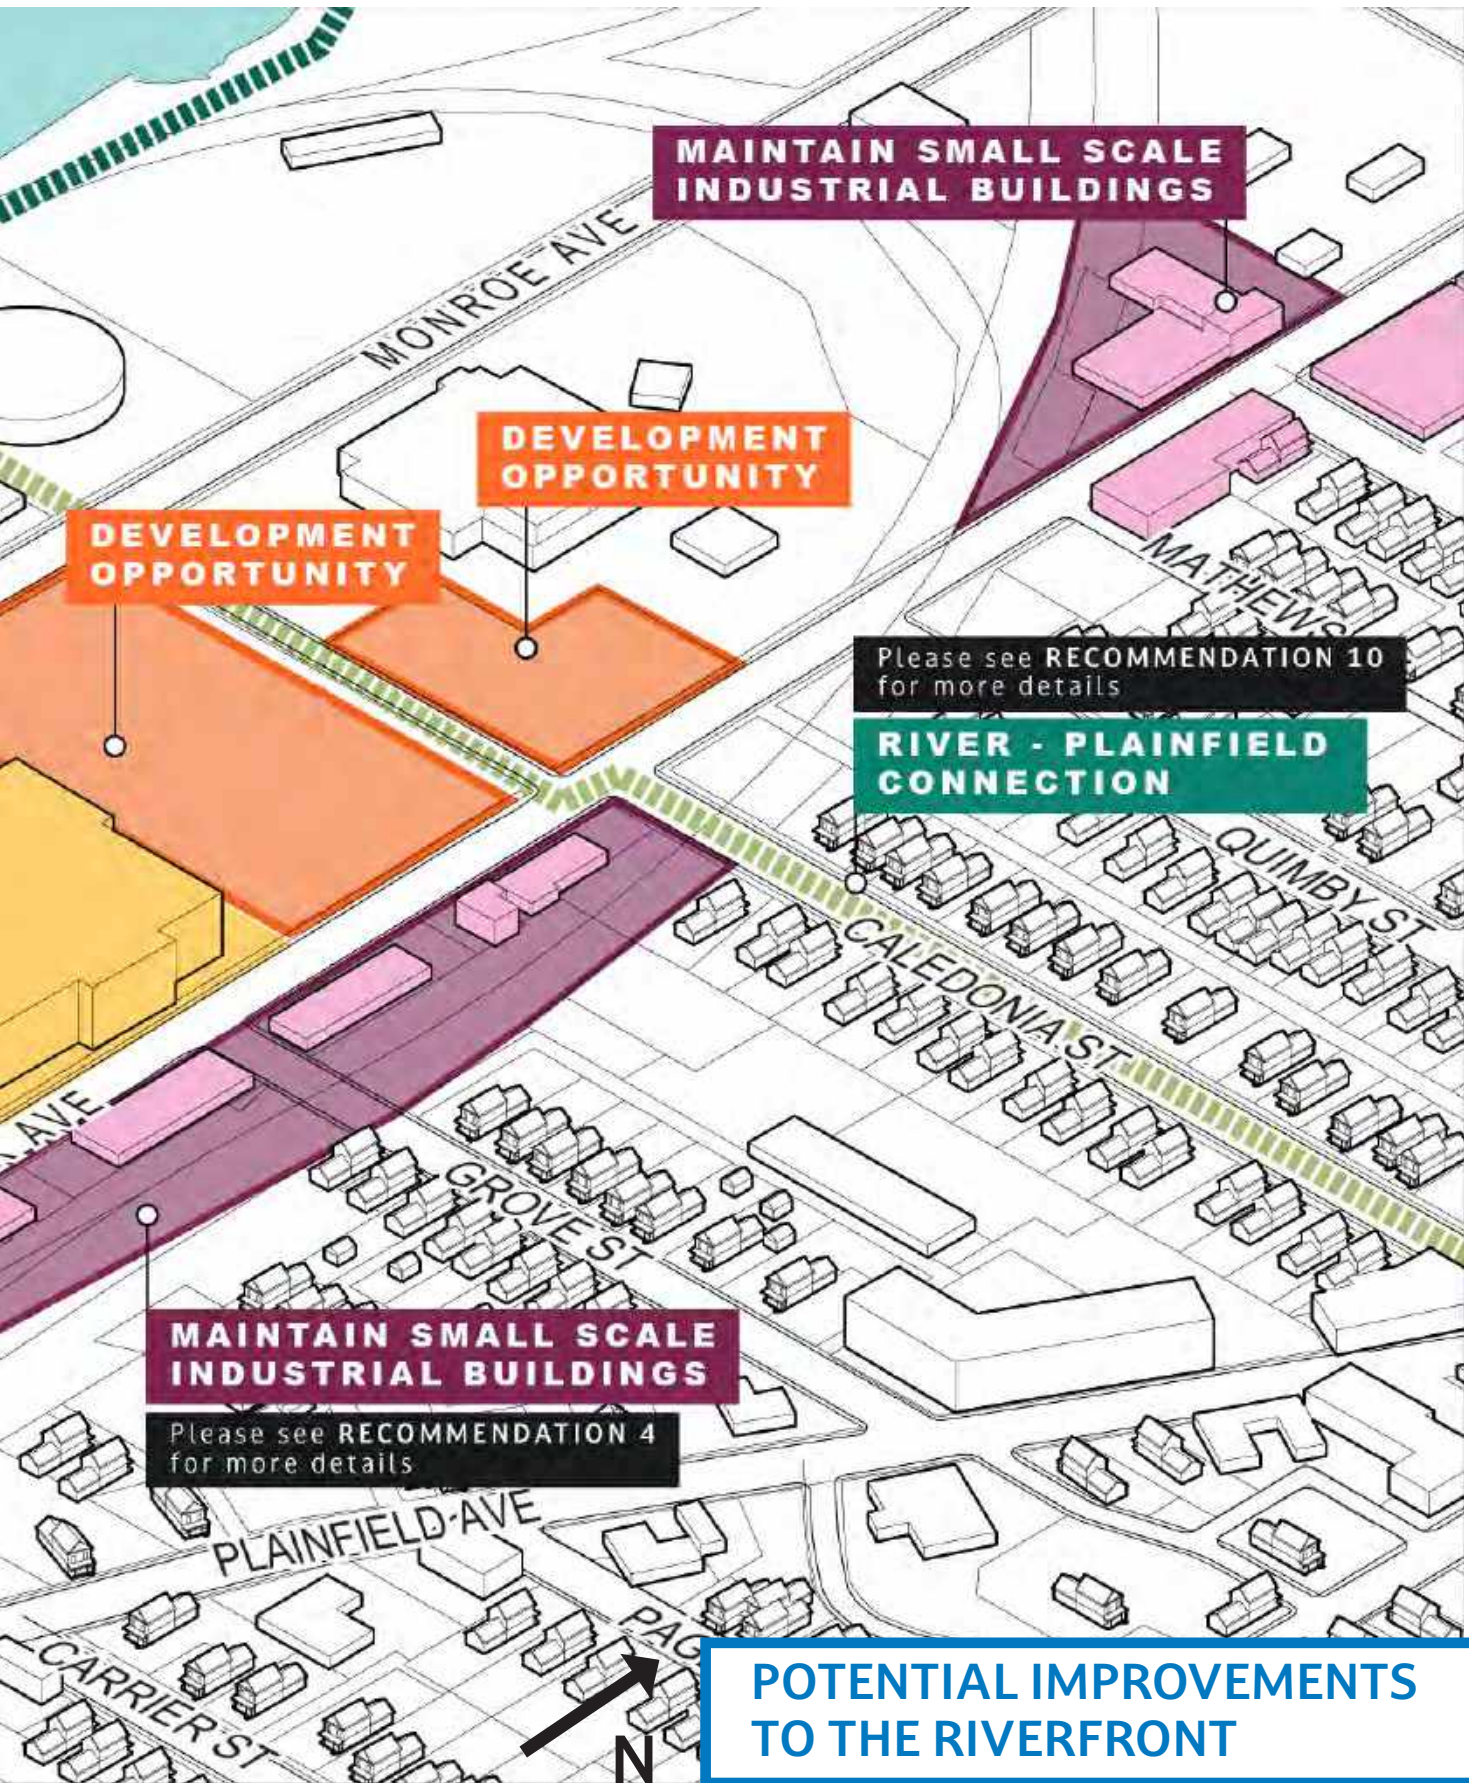 MAINTAIN SMALL SCALE
INDUSTRIAL BUILDINGS
MONROE AVE
DEVELOPMENT
OPPORTUNITY
DEVELOPMENT
OPPORTUNITY
MATHEWS
Please see RECOMMENDATION 10
for more details
RIVER - PLAINFIELD
CONNECTION
QUIMBY ST
CALEDONIA ST
AVE
GROVE ST
MAINTAIN SMALL SCALE
INDUSTRIAL BUILDINGS
Please see RECOMMENDATION 4
for more details
PLAINFIELD AVE
PAG
CARRIER ST
N
POTENTIAL IMPROVEMENTS
TO THE RIVERFRONT